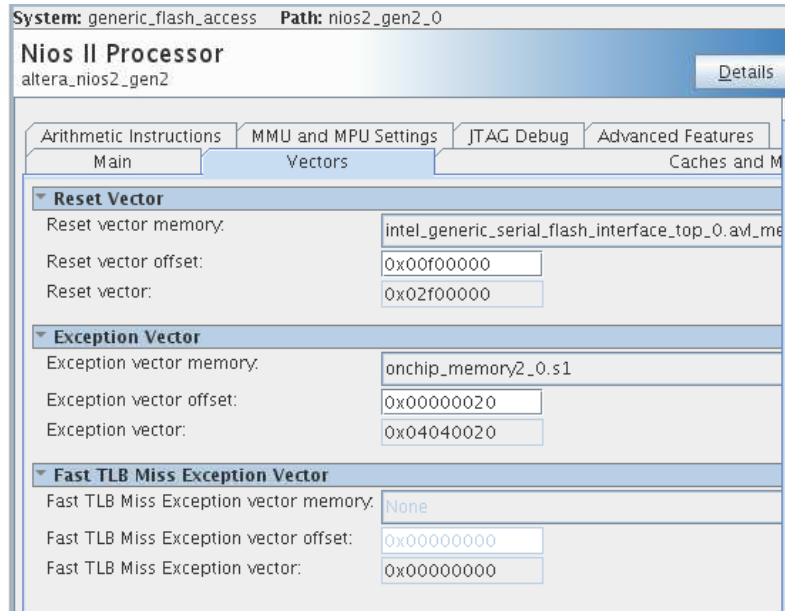 System: generic_flash_access Path: nios2_gen2_0
Nios II Processor
altera_nios2_gen2
Details
Arithmetic Instructions MMU and MPU Settings JTAG Debug Advanced Features
Main Vectors Caches and M
Reset Vector
Reset vector memory: intel_generic_serial_flash_interface_top_0.avl_me
Reset vector offset: 0x00f00000
Reset vector: 0x02f00000
Exception Vector
Exception vector memory: onchip_memory2_0.s1
Exception vector offset: 0x00000020
Exception vector: 0x04040020
Fast TLB Miss Exception Vector
Fast TLB Miss Exception vector memory: None
Fast TLB Miss Exception vector offset: 0x00000000
Fast TLB Miss Exception vector: 0x00000000